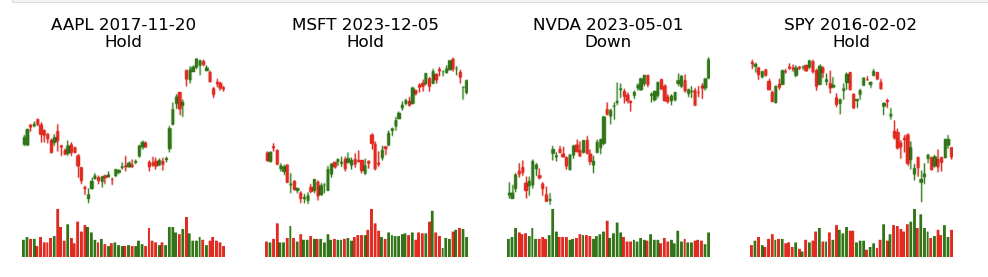 AAPL 2017-11-20
Hold
MSFT 2023-12-05
Hold
NVDA 2023-05-01
Down
SPY 2016-02-02
Hold